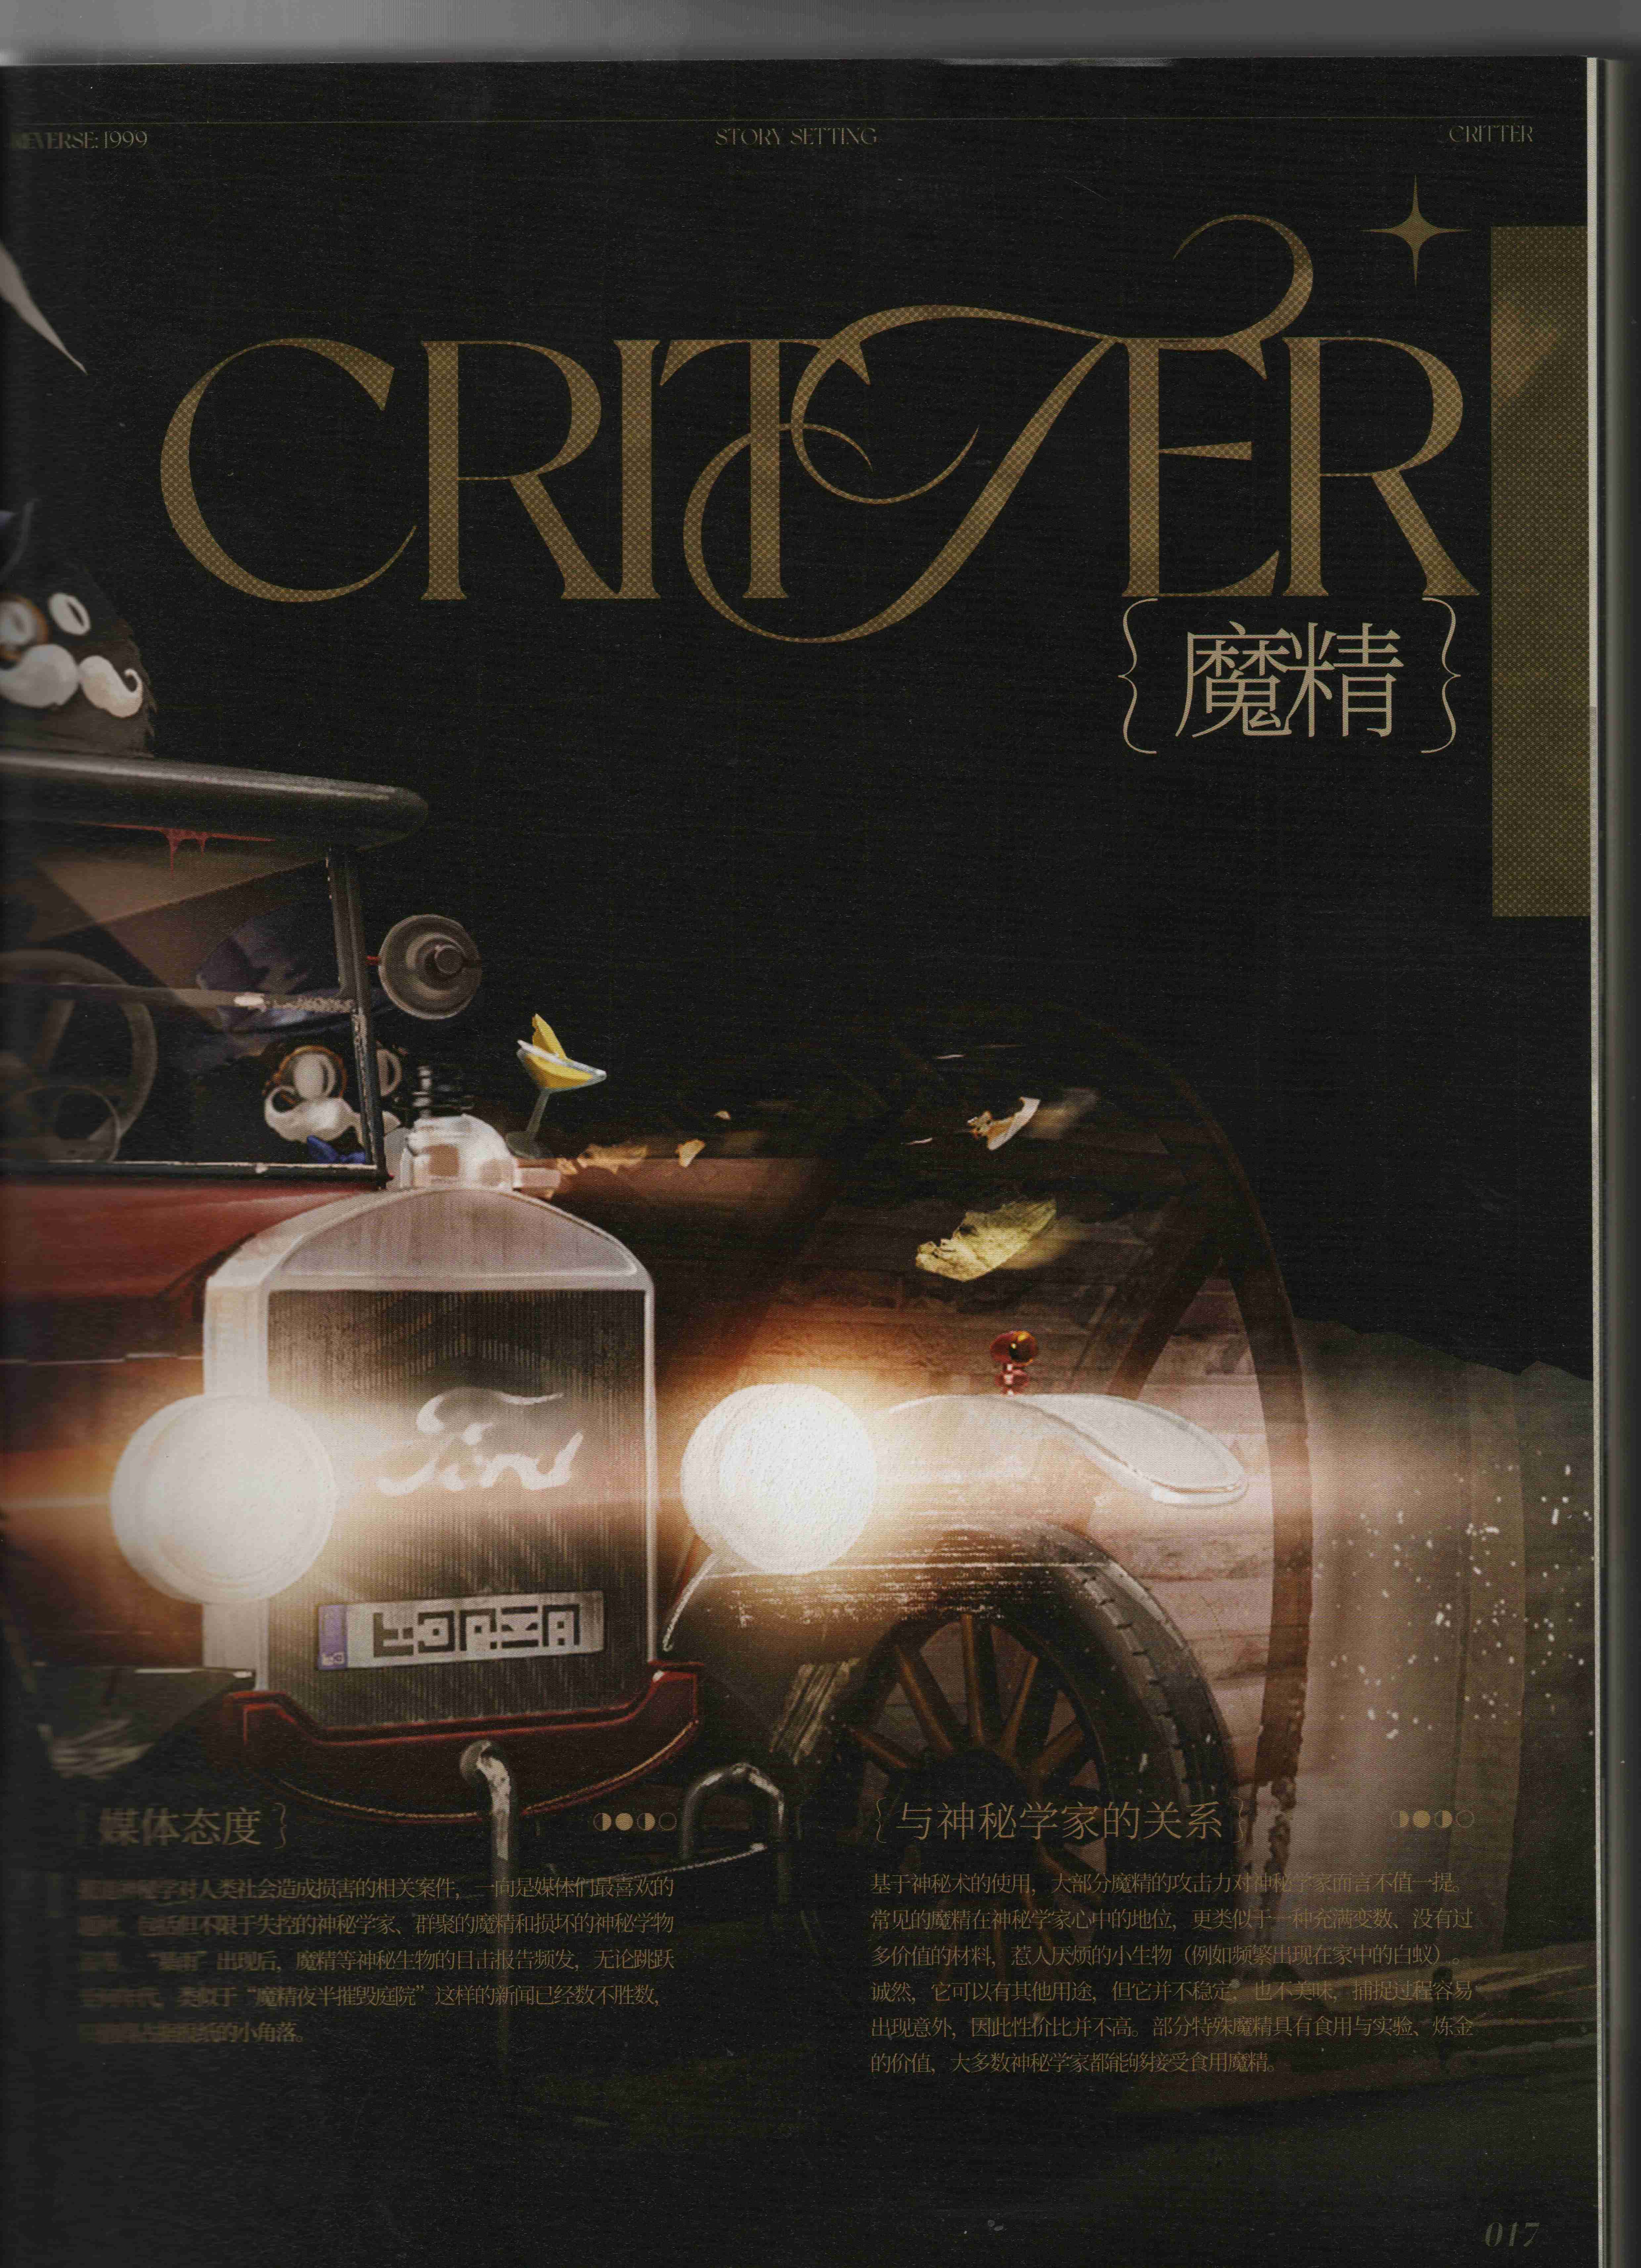 REVERSE: 1999
STORY SETTING
CRITTER
CRITTER
{魔精}
Ford
{媒体态度}
对人类社会造成损害的相关案件，一向是媒体们最喜欢的
包括但不限于失控的神秘学家、群聚的魔精和损坏的神秘学物
“暴雨”出现后，魔精等神秘生物的目击报告频发，无论跳跃
类似于“魔精夜半摧毁庭院”这样的新闻已经数不胜数，
报纸的小角落。
{与神秘学家的关系}
基于神秘术的使用，大部分魔精的攻击力对神秘学家而言不值一提。
常见的魔精在神秘学家心中的地位，更类似于一种充满变数、没有过
多价值的材料，惹人厌烦的小生物（例如频繁出现在家中的白蚁）。
诚然，它可以有其他用途，但它并不稳定，也不美味，捕捉过程容易
出现意外，因此性价比并不高。部分特殊魔精具有食用与实验、炼金
的价值，大多数神秘学家都能够接受食用魔精。
017